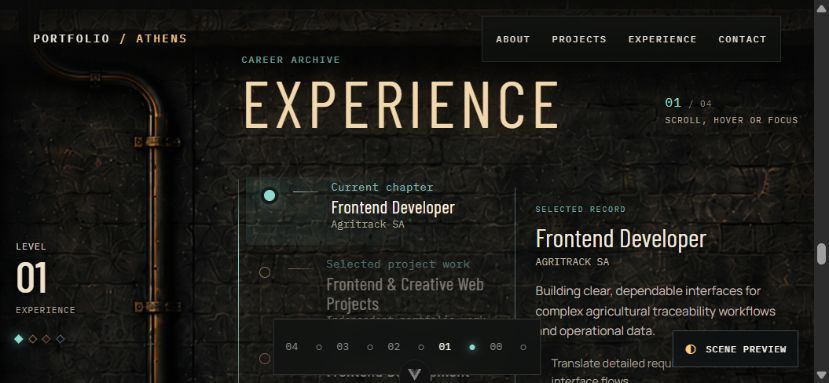 PORTFOLIO / ATHENS
ABOUT PROJECTS EXPERIENCE CONTACT
CAREER ARCHIVE
EXPERIENCE
01 / 04
SCROLL, HOVER OR FOCUS
LEVEL
01
EXPERIENCE
Current chapter
Frontend Developer
Agritrack SA
Selected project work
Frontend & Creative Web
Projects
SELECTED RECORD
Frontend Developer
AGRITRACK SA
Building clear, dependable interfaces for
complex agricultural traceability workflows
and operational data.
Translate detailed
interface flows
04 03 02 01 00
SCENE PREVIEW